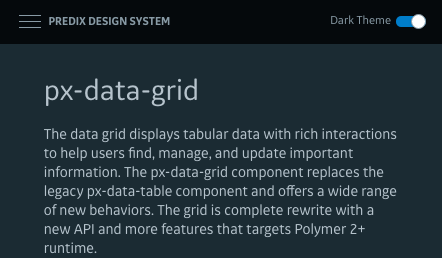 PREDIX DESIGN SYSTEM Dark Theme
px-data-grid
The data grid displays tabular data with rich interactions
to help users find, manage, and update important
information. The px-data-grid component replaces the
legacy px-data-table component and offers a wide range
of new behaviors. The grid is complete rewrite with a
new API and more features that targets Polymer 2+
runtime.